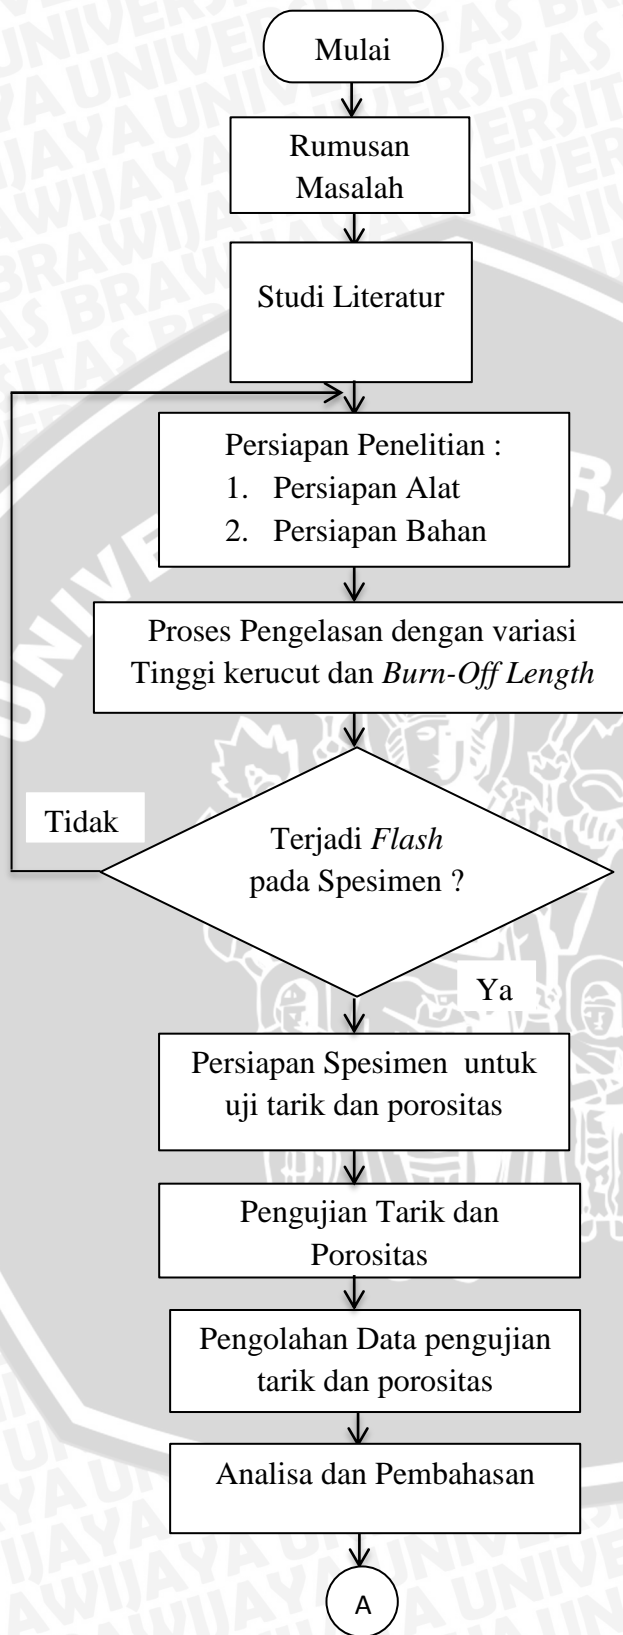 Mulai
Rumusan
Masalah
Studi Literatur
Persiapan Penelitian :
1. Persiapan Alat
2. Persiapan Bahan
Proses Pengelasan dengan variasi
Tinggi kerucut dan Burn-Off Length
Tidak
Terjadi Flash
pada Spesimen ?
Ya
Persiapan Spesimen untuk
uji tarik dan porositas
Pengujian Tarik dan
Porositas
Pengolahan Data pengujian
tarik dan porositas
Analisa dan Pembahasan
A